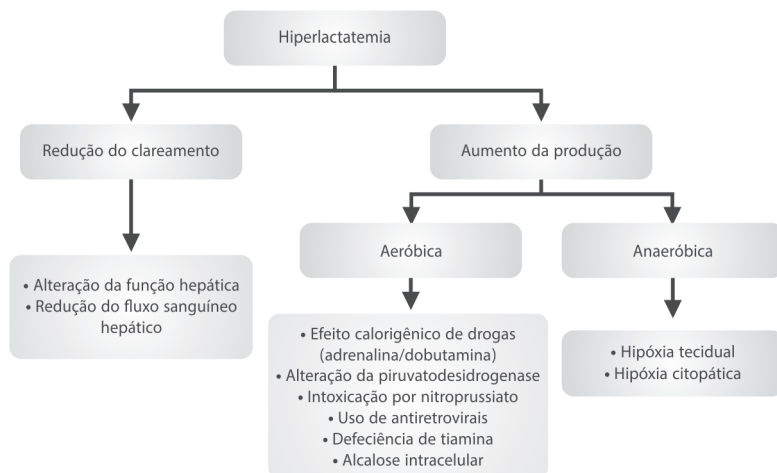 Hiperlactatemia
Redução do clareamento
Aumento da produção
Aeróbica
Anaeróbica
• Alteração da função hepática
• Redução do fluxo sanguíneo
hepático
• Efeito calorigênico de drogas
(adrenalina/dobutamina)
• Alteração da piruvatodesidrogenase
• Intoxicação por nitroprussiato
• Uso de antiretrovirais
• Defeciência de tiamina
• Alcalose intracelular
• Hipóxia tecidual
• Hipóxia citopática